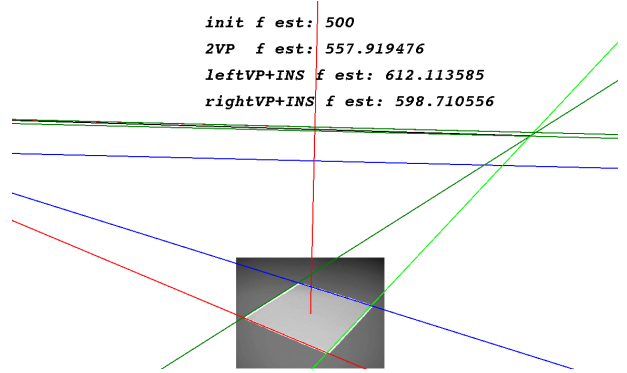 init f est: 500
2VP f est: 557.919476
leftVP+INS f est: 612.113585
rightVP+INS f est: 598.710556